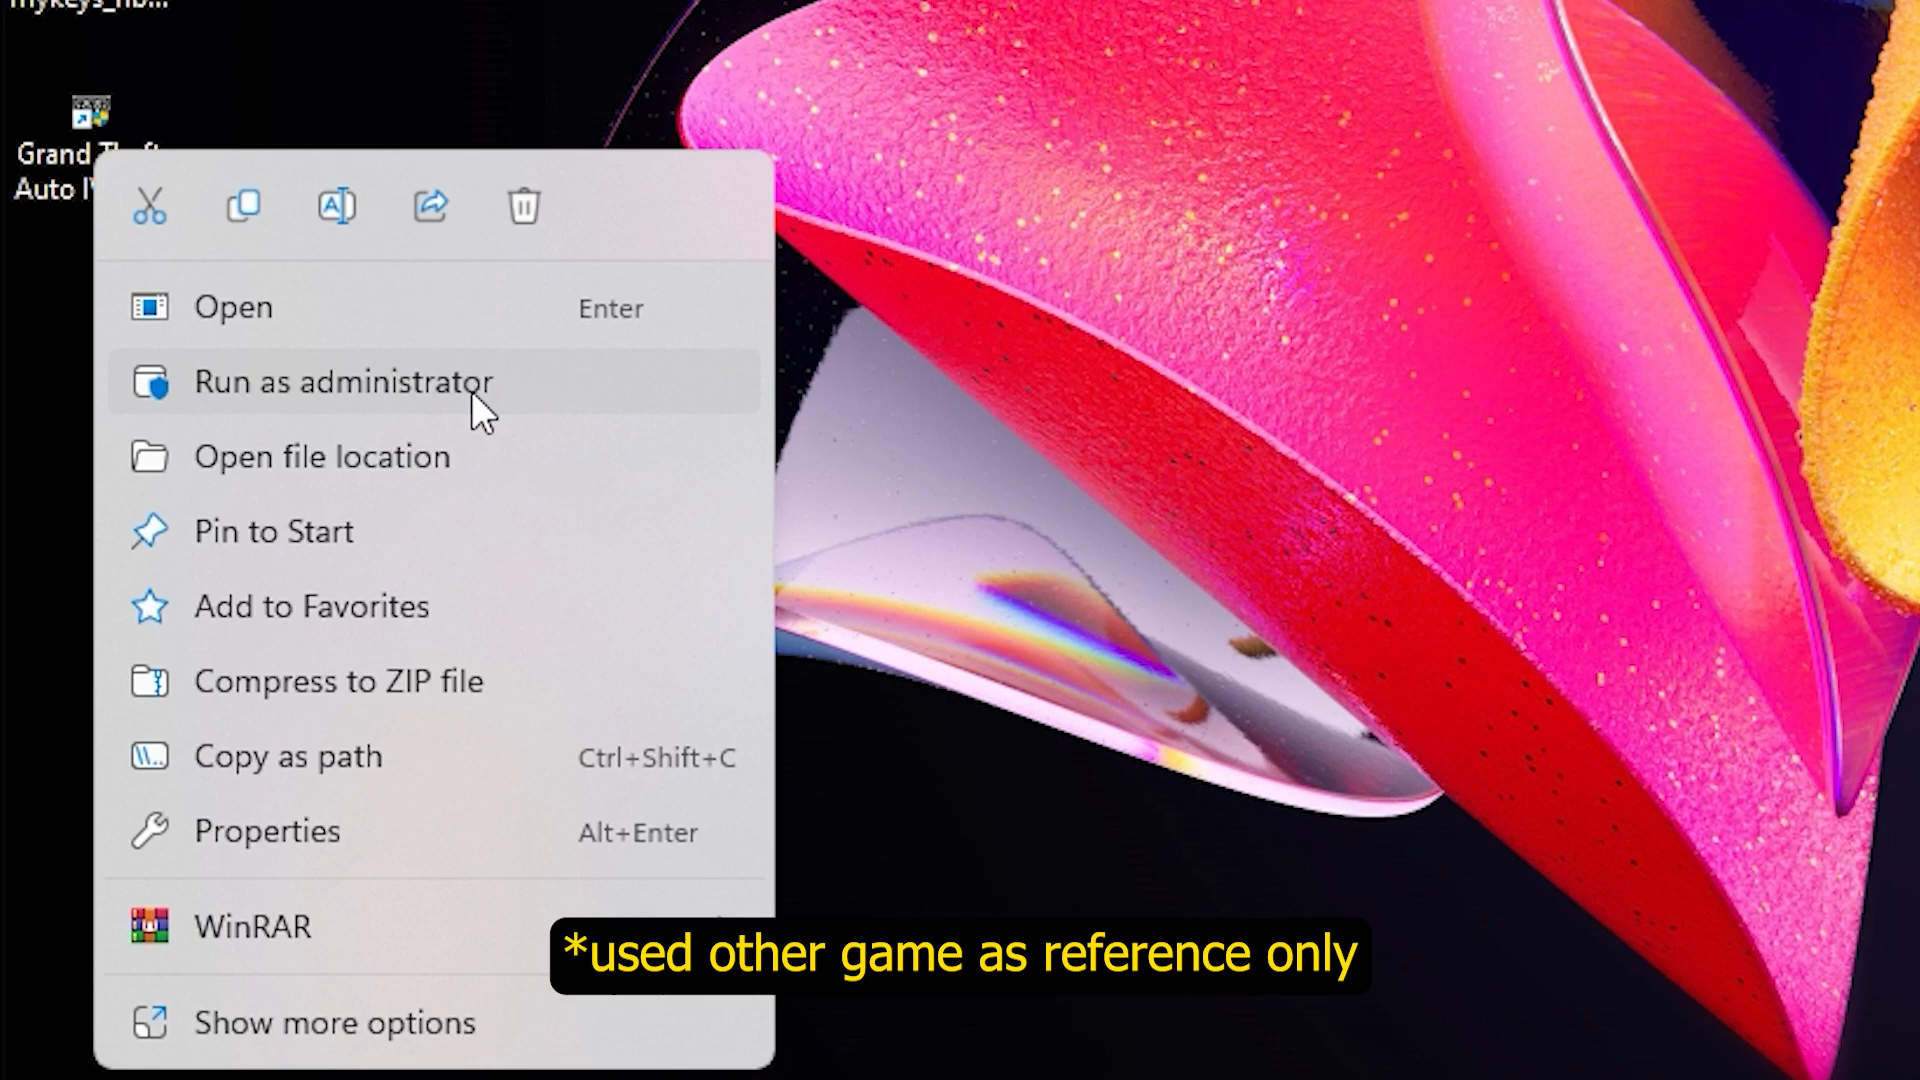 Grand
Auto IV
Open Enter
Run as administrator
Open file location
Pin to Start
Add to Favorites
Compress to ZIP file
Copy as path Ctrl+Shift+C
Properties Alt+Enter
WinRAR
*used other game as reference only
Show more options